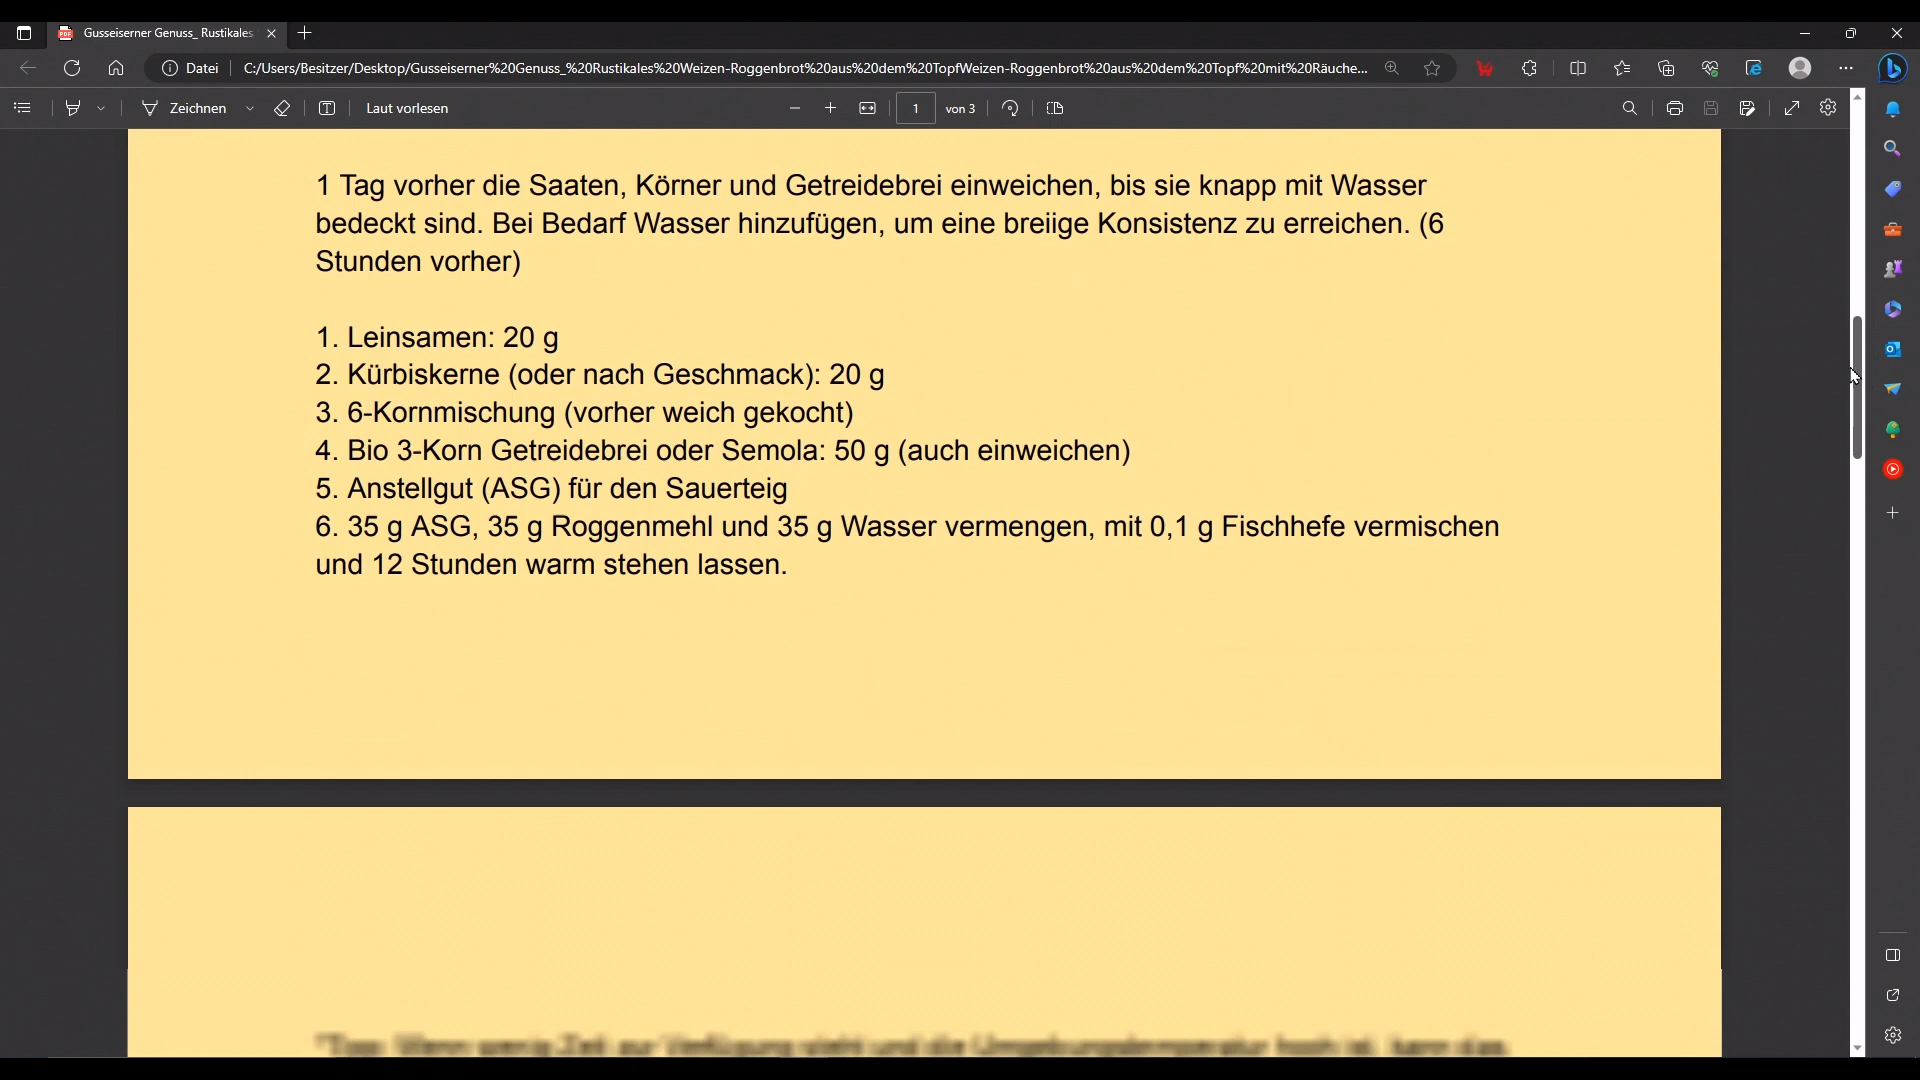 Gusseiserner Genuss_ Rustikales
Datei
C:/Users/Besitzer/Desktop/Gusseiserner%20Genuss_%20Rustikales%20Weizen-Roggenbrot%20aus%20dem%20TopfWeizen-Roggenbrot%20aus%20dem%20Topf%20mit%20Räuche...
Zeichnen
Laut vorlesen
1
von 3
1 Tag vorher die Saaten, Körner und Getreidebrei einweichen, bis sie knapp mit Wasser
bedeckt sind. Bei Bedarf Wasser hinzufügen, um eine breiige Konsistenz zu erreichen. (6
Stunden vorher)
1. Leinsamen: 20 g
2. Kürbiskerne (oder nach Geschmack): 20 g
3. 6-Kornmischung (vorher weich gekocht)
4. Bio 3-Korn Getreidebrei oder Semola: 50 g (auch einweichen)
5. Anstellgut (ASG) für den Sauerteig
6. 35 g ASG, 35 g Roggenmehl und 35 g Wasser vermengen, mit 0,1 g Fischhefe vermischen
und 12 Stunden warm stehen lassen.